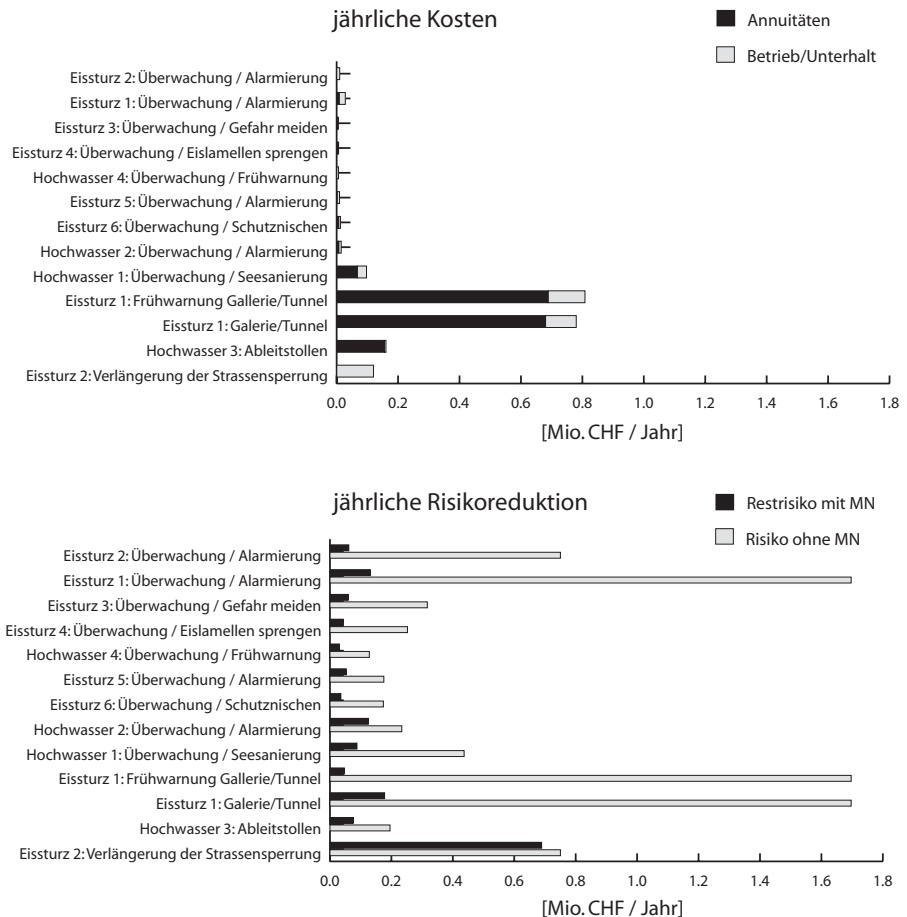 jährliche Kosten
Annuitäten
Betrieb/Unterhalt
Eissturz 2: Überwachung / Alarmierung
Eissturz 1: Überwachung / Alarmierung
Eissturz 3: Überwachung / Gefahr meiden
Eissturz 4: Überwachung / Eislamellen sprengen
Hochwasser 4: Überwachung / Frühwarnung
Eissturz 5: Überwachung / Alarmierung
Eissturz 6: Überwachung / Schutznischen
Hochwasser 2: Überwachung / Alarmierung
Hochwasser 1: Überwachung / Seesanierung
Eissturz 1: Frühwarnung Gallerie/Tunnel
Eissturz 1: Galerie/Tunnel
Hochwasser 3: Ableitstollen
Eissturz 2: Verlängerung der Strassensperrung
0.0 0.2 0.4 0.6 0.8 1.0 1.2 1.4 1.6 1.8
[Mio. CHF / Jahr]
jährliche Risikoreduktion
Restrisiko mit MN
Risiko ohne MN
Eissturz 2: Überwachung / Alarmierung
Eissturz 1: Überwachung / Alarmierung
Eissturz 3: Überwachung / Gefahr meiden
Eissturz 4: Überwachung / Eislamellen sprengen
Hochwasser 4: Überwachung / Frühwarnung
Eissturz 5: Überwachung / Alarmierung
Eissturz 6: Überwachung / Schutznischen
Hochwasser 2: Überwachung / Alarmierung
Hochwasser 1: Überwachung / Seesanierung
Eissturz 1: Frühwarnung Gallerie/Tunnel
Eissturz 1: Galerie/Tunnel
Hochwasser 3: Ableitstollen
Eissturz 2: Verlängerung der Strassensperrung
0.0 0.2 0.4 0.6 0.8 1.0 1.2 1.4 1.6 1.8
[Mio. CHF / Jahr]